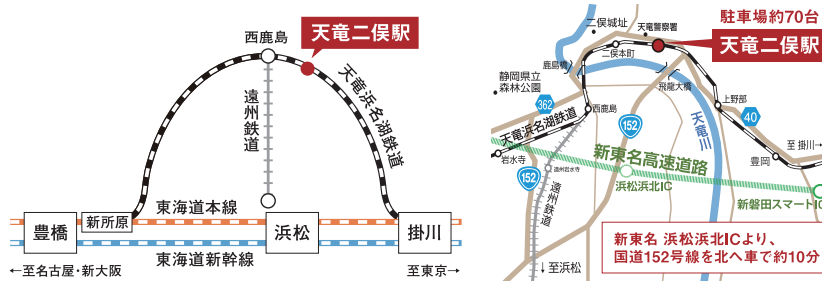 西鹿島
天竜二俣駅
天竜浜名湖鉄道
遠州鉄道
新所原
東海道本線
豊橋
浜松
掛川
東海道新幹線
←至名古屋・新大阪
至東京→
駐車場約70台
天竜二俣駅
二俣城址
天竜警察署
二俣本町
鹿島橋
飛龍大橋
静岡県立
森林公園
362
西鹿島
上野部
40
152
天竜浜名湖鉄道
天竜川
至 掛川→
岩水寺
新東名高速道路
豊岡
遠州岩水寺
152
浜松浜北IC
遠州鉄道
新磐田スマートIC
↓至浜松
新東名 浜松浜北ICより、
国道152号線を北へ車で約10分